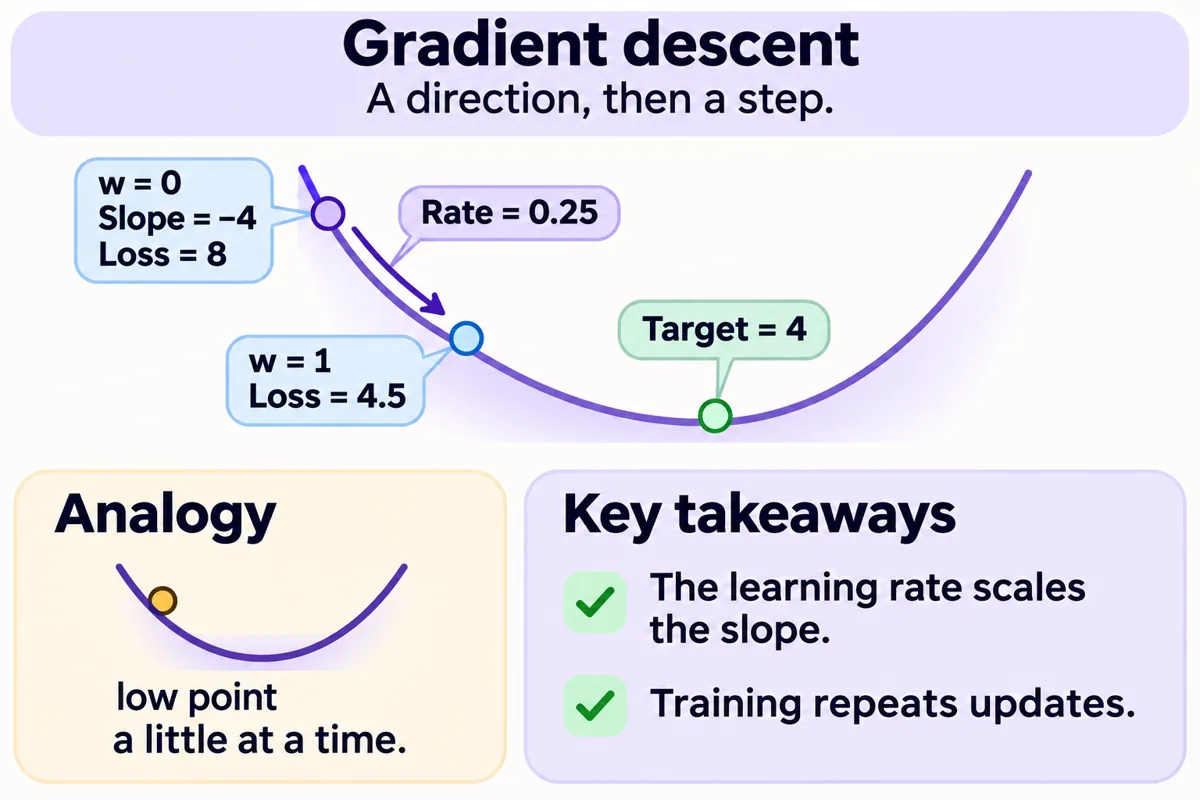 Gradient descent
A direction, then a step.
w = 0
Slope = −4
Loss = 8
Rate = 0.25
w = 1
Loss = 4.5
Target = 4
Analogy
low point
a little at a time.
Key takeaways
The learning rate scales
the slope.
Training repeats updates.